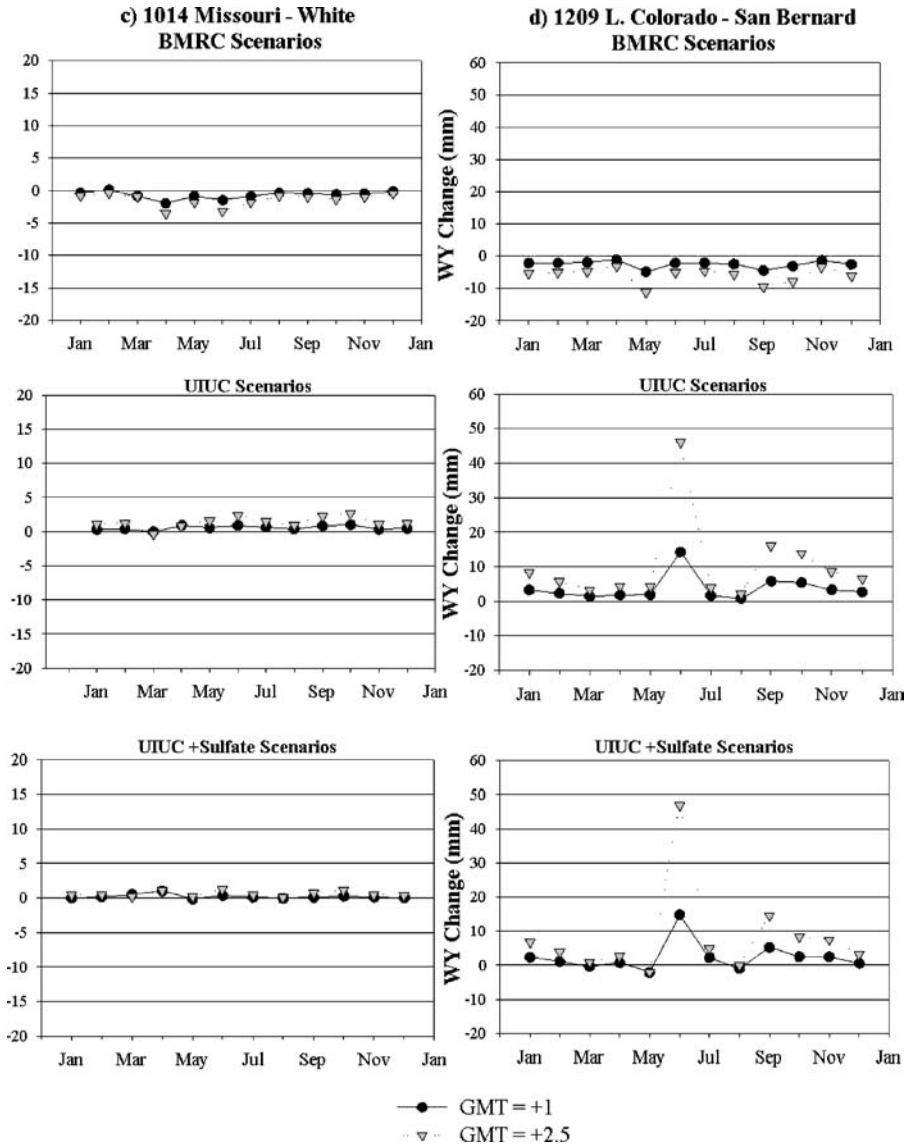 c) 1014 Missouri - White
BMRC Scenarios
20
15
10
5
0
-5
-10
-15
-20
Jan Mar May Jul Sep Nov Jan
d) 1209 L. Colorado - San Bernard
BMRC Scenarios
WY Change (mm)
60
50
40
30
20
10
0
-10
-20
Jan Mar May Jul Sep Nov Jan
UIUC Scenarios
20
15
10
5
0
-5
-10
-15
-20
Jan Mar May Jul Sep Nov Jan
UIUC Scenarios
WY Change (mm)
60
50
40
30
20
10
0
-10
-20
Jan Mar May Jul Sep Nov Jan
UIUC +Sulfate Scenarios
20
15
10
5
0
-5
-10
-15
-20
Jan Mar May Jul Sep Nov Jan
UIUC +Sulfate Scenarios
WY Change (mm)
60
50
40
30
20
10
0
-10
-20
Jan Mar May Jul Sep Nov Jan
GMT = +1
GMT = +2.5